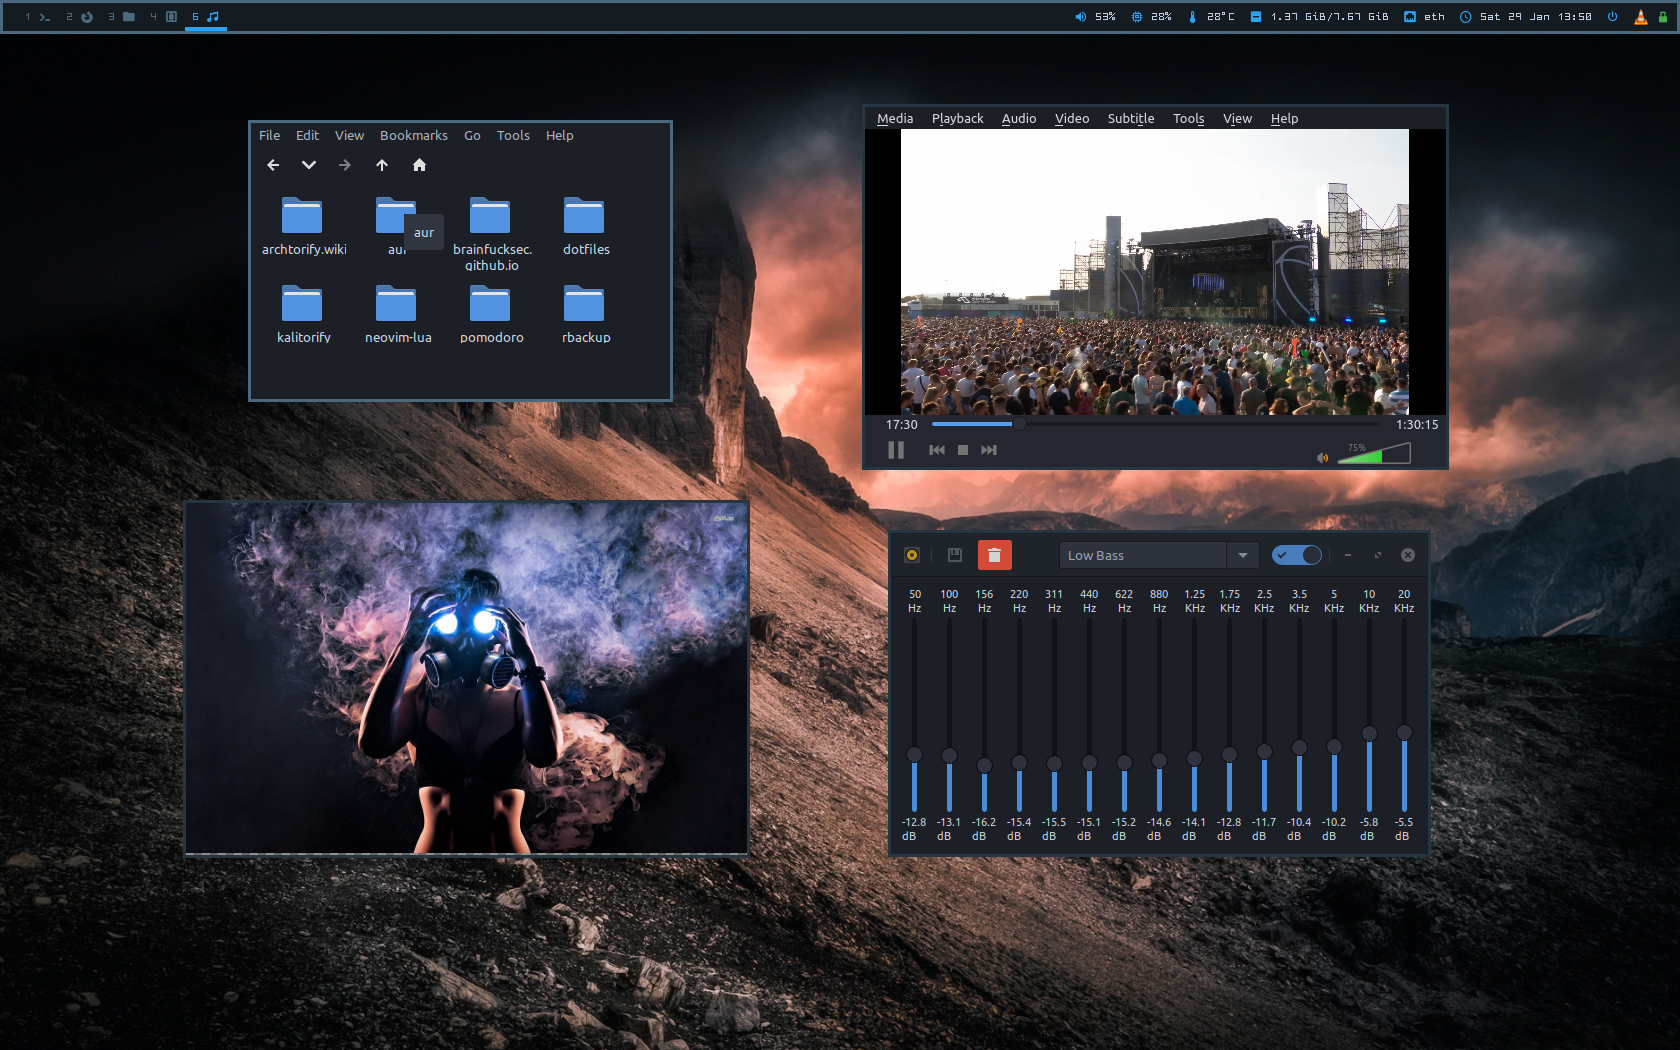 1 2 3 4 6 53% 28% 28°C 1.37 GiB/7.67 GiB eth Sat 29 Jan 13:50
File Edit View Bookmarks Go Tools Help
archtorify.wiki aur brainfucksec. dotfiles
github.io
aur
kalitorify neovim-lua pomodoro rbackup
Media Playback Audio Video Subtitle Tools View Help
17:30 1:30:15
75%
Low Bass
50 100 156 220 311 440 622 880 1.25 1.75 2.5 3.5 5 10 20
Hz Hz Hz Hz Hz Hz Hz Hz KHz KHz KHz KHz KHz KHz KHz
-12.8 -13.1 -16.2 -15.4 -15.5 -15.1 -15.2 -14.6 -14.1 -12.8 -11.7 -10.4 -10.2 -5.8 -5.5
dB dB dB dB dB dB dB dB dB dB dB dB dB dB dB